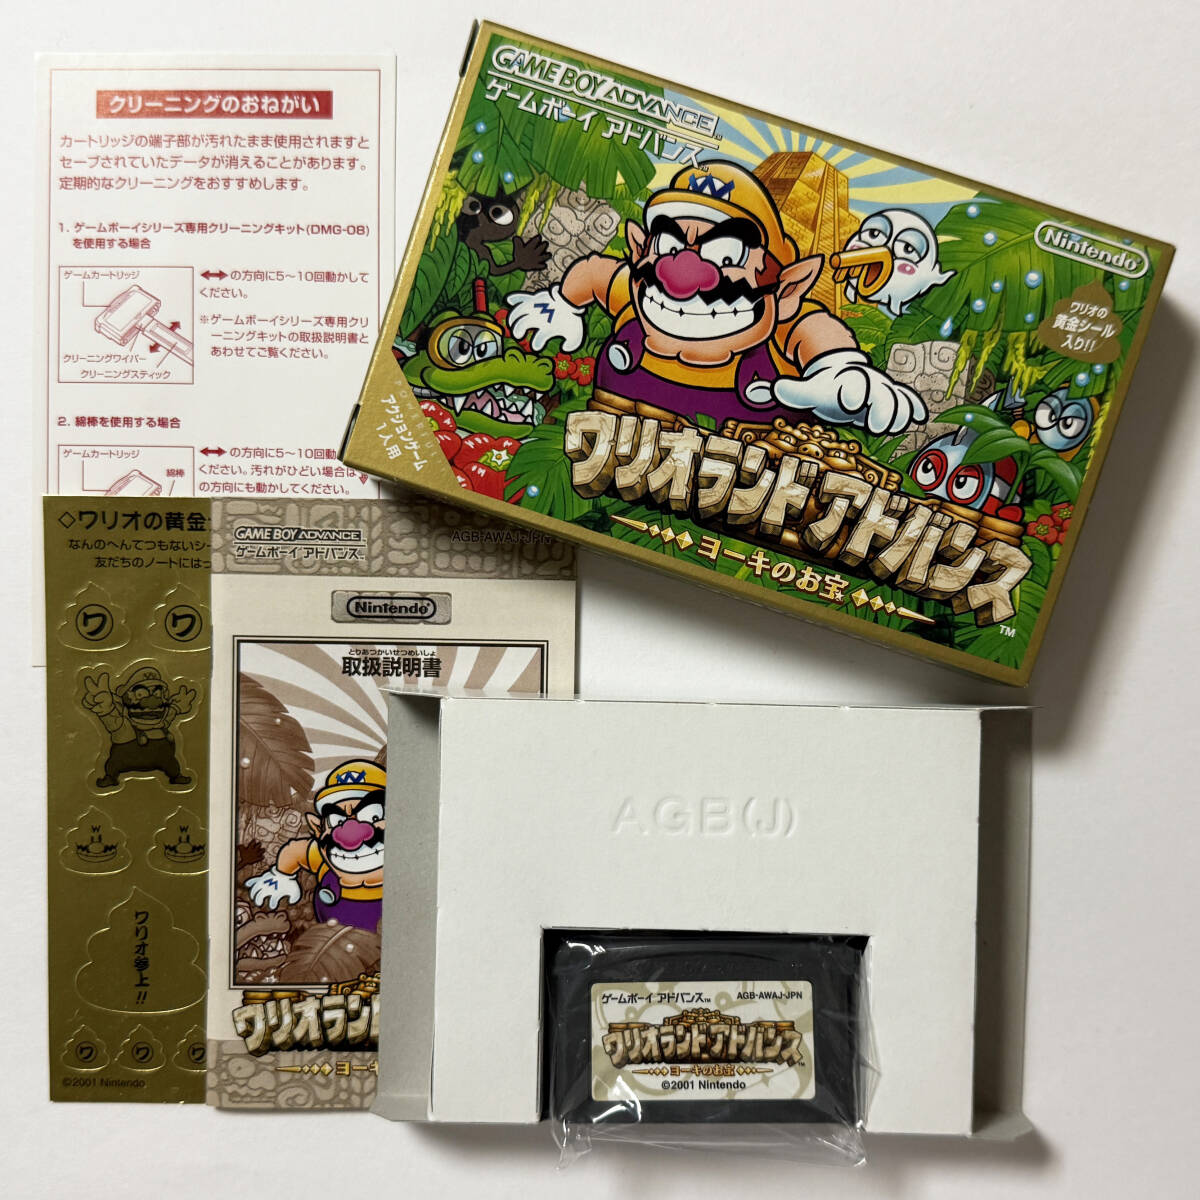 クリーニングのおねがい
カートリッジの端子部が汚れたまま使用されますと
セーブされていたデータが消えることがあります。
定期的なクリーニングをおすすめします。
1. ゲームボーイシリーズ専用クリーニングキット(DMG-08)
を使用する場合
ゲームカートリッジ
クリーニングワイパー
クリーニングスティック
⟷の方向に5〜10回動かして
ください。
※ゲームボーイシリーズ専用クリ
ーニングキットの取扱説明書と
あわせてご覧ください。
2. 綿棒を使用する場合
ゲームカートリッジ
綿棒
⟷の方向に5〜10回動
ください。汚れがひどい場合は
の方向にも動かしてください。
GAME BOY ADVANCE
ゲームボーイ アドバンス™
Nintendo
ワリオの
黄金シール
入り!!
POWERFUL
アクションゲーム
1人用
ワリオランドアドバンス
ヨーキのお宝
™
◇ワリオの黄金
なんのへんてつもないシー
友だちのノートにはっ
ワ
ワ
W
W
ワリオ参上!!
ワ
ワ
ワ
©2001 Nintendo
GAME BOY ADVANCE
ゲームボーイ アドバンス™
AGB-AWAJ-JPN
Nintendo
とりあつかいせつめいしょ
取扱説明書
ワリオラン
ヨーキ
AGB(J)
ゲームボーイ アドバンス™
AGB-AWAJ-JPN
ワリオランドアドバンス™
ヨーキのお宝
©2001 Nintendo